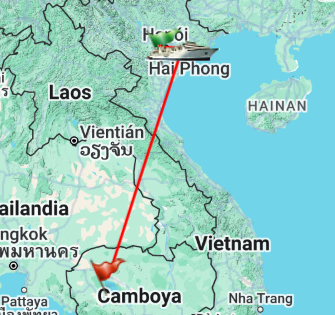 Hanói
Hai Phong
Laos
HAINAN
Vientián
ວຽງຈັນ
ailandia
ngkok
พมหานคร
Vietnam
Camboya
Pattaya
Nha Trang